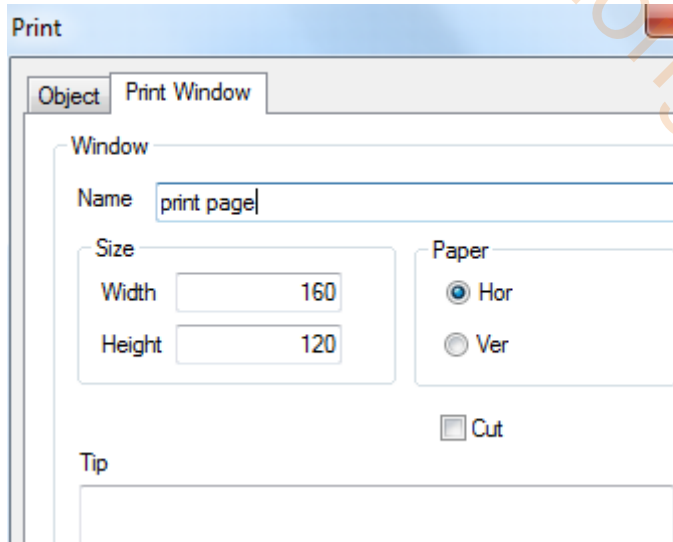 Print
Object Print Window
Window
Name print page
Size
Width 160
Height 120
Paper
Hor
Ver
Cut
Tip